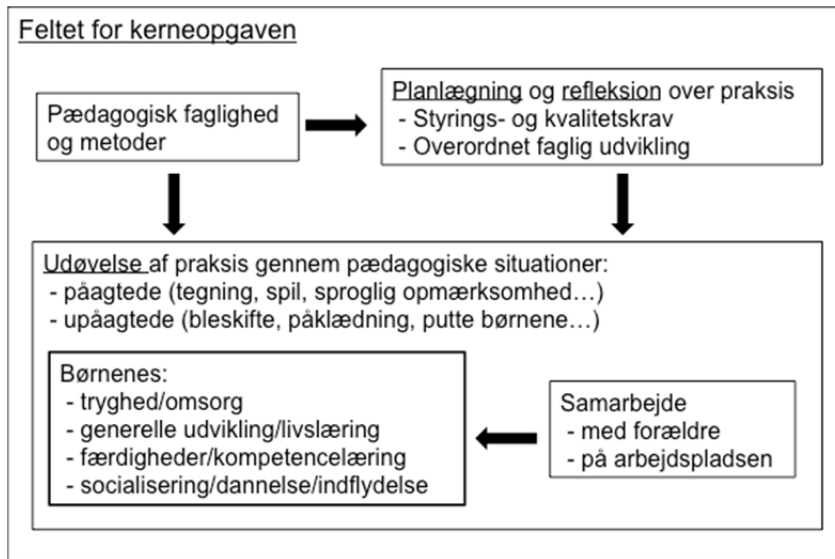 Feltet for kerneopgaven
Pædagogisk faglighed
og metoder
Planlægning og refleksion over praksis
- Styrings- og kvalitetskrav
- Overordnet faglig udvikling
Udøvelse af praksis gennem pædagogiske situationer:
- påagtede (tegning, spil, sproglig opmærksomhed…)
- upåagtede (bleskifte, påklædning, putte børnene…)
Børnenes:
- tryghed/omsorg
- generelle udvikling/livslæring
- færdigheder/kompetencelæring
- socialisering/dannelse/indflydelse
Samarbejde
- med forældre
- på arbejdspladsen